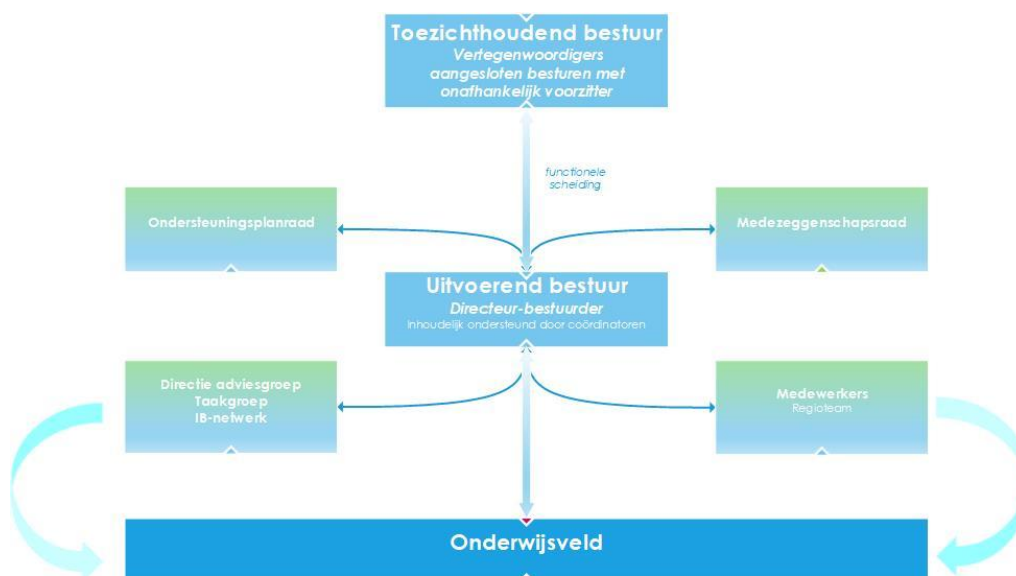 Toezichthoudend bestuur
Vertegenwoordigers
aangesloten besturen met
onafhankelijk voorzitter
functionele
scheiding
Ondersteuningsplanraad
Medezeggenschapsraad
Uitvoerend bestuur
Directeur-bestuurder
Inhoudelijk ondersteund door coördinatoren
Directie adviesgroep
Taakgroep
IB-netwerk
Medewerkers
Regioteam
Onderwijsveld